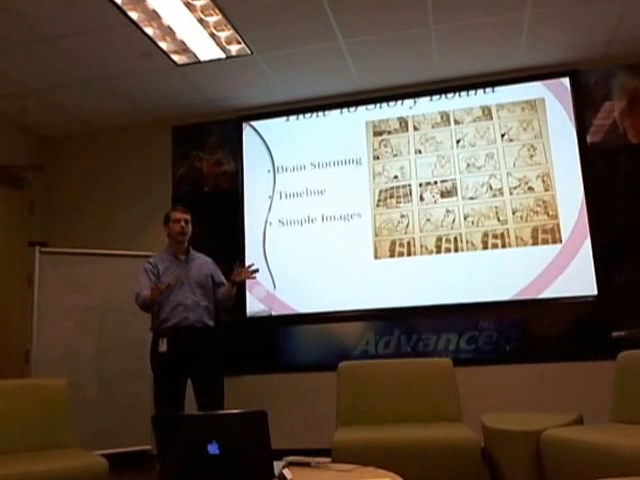 How to Story Board
• Brain Storming
• Timeline
• Simple Images
Advance